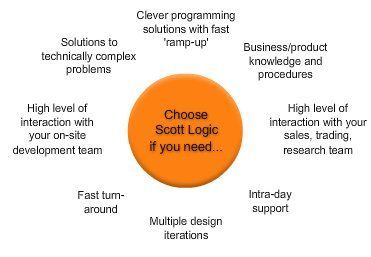 Clever programming
solutions with fast
'ramp-up'
Solutions to
technically complex
problems
Business/product
knowledge and
procedures
High level of
interaction with
your on-site
development team
Choose
Scott Logic
if you need...
High level of
interaction with your
sales, trading,
research team
Fast turn-
around
Intra-day
support
Multiple design
iterations